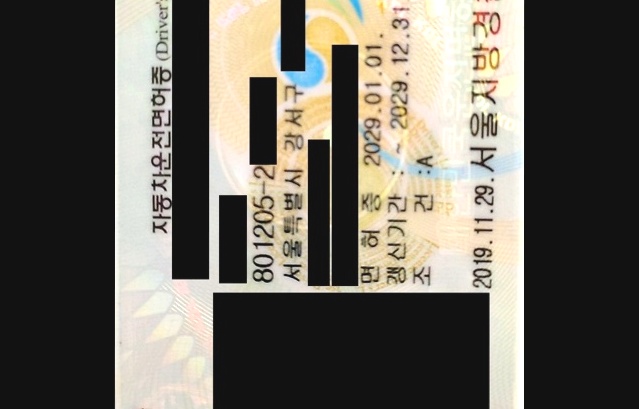 자동차운전면허증 (Driver's
801205-2
서울특별시 강서구
면 허 증 2029.01.01.
갱신기간 : ~ 2029.12.31
조 건 :A
2019.11.29. 서울지방경